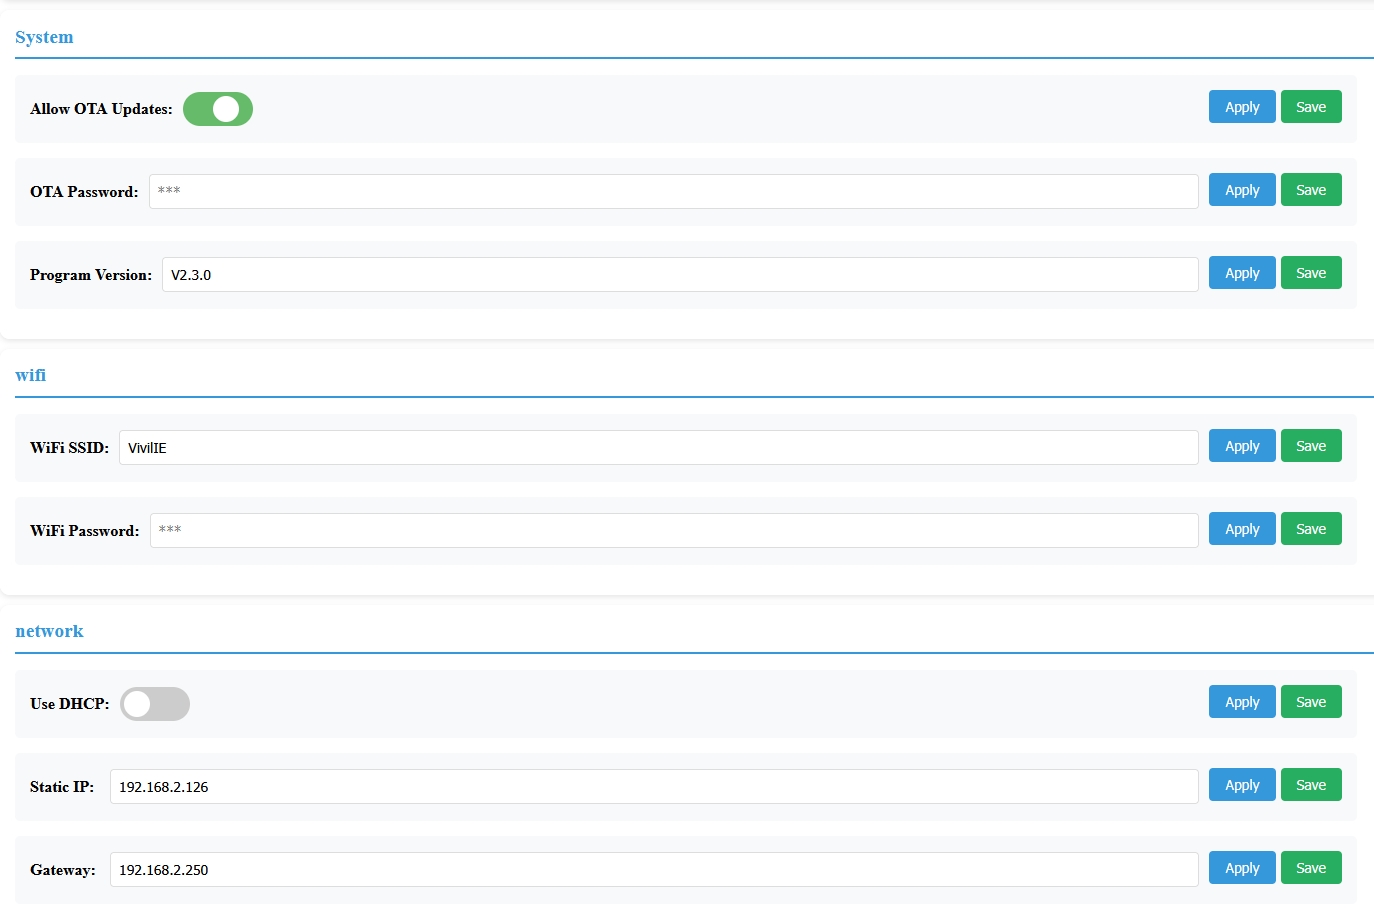 System
Allow OTA Updates: Apply Save
OTA Password: *** Apply Save
Program Version: V2.3.0 Apply Save
wifi
WiFi SSID: VivilIE Apply Save
WiFi Password: *** Apply Save
network
Use DHCP: Apply Save
Static IP: 192.168.2.126 Apply Save
Gateway: 192.168.2.250 Apply Save